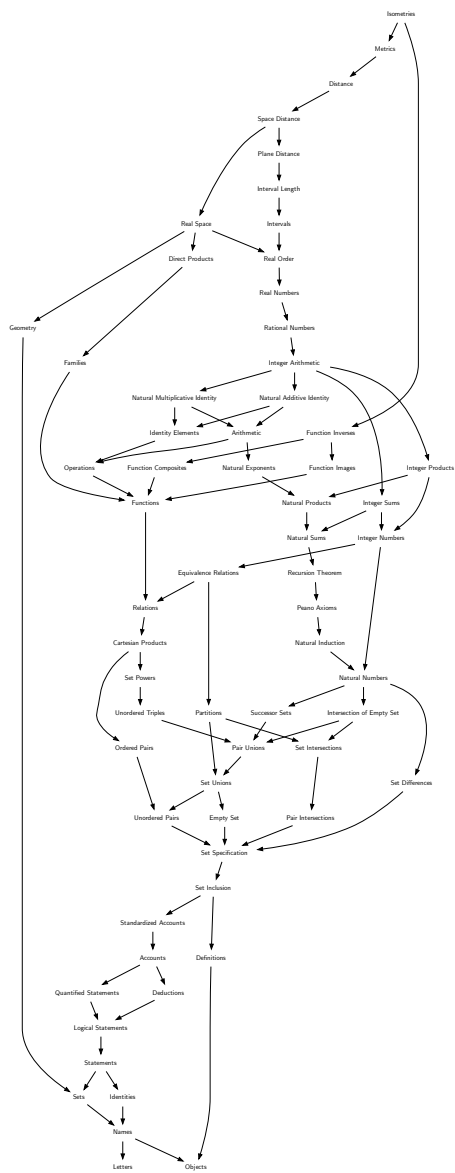 Isometries
Metrics
Distance
Space Distance
Plane Distance
Interval Length
Real Space
Intervals
Direct Products
Real Order
Real Numbers
Geometry
Rational Numbers
Families
Integer Arithmetic
Natural Multiplicative Identity
Natural Additive Identity
Identity Elements
Arithmetic
Function Inverses
Operations
Function Composites
Natural Exponents
Function Images
Integer Products
Functions
Natural Products
Integer Sums
Natural Sums
Integer Numbers
Equivalence Relations
Recursion Theorem
Relations
Peano Axioms
Cartesian Products
Natural Induction
Set Powers
Natural Numbers
Unordered Triples
Partitions
Successor Sets
Intersection of Empty Set
Ordered Pairs
Pair Unions
Set Intersections
Set Unions
Set Differences
Unordered Pairs
Empty Set
Pair Intersections
Set Specification
Set Inclusion
Standardized Accounts
Accounts
Definitions
Quantified Statements
Deductions
Logical Statements
Statements
Sets
Identities
Names
Letters
Objects